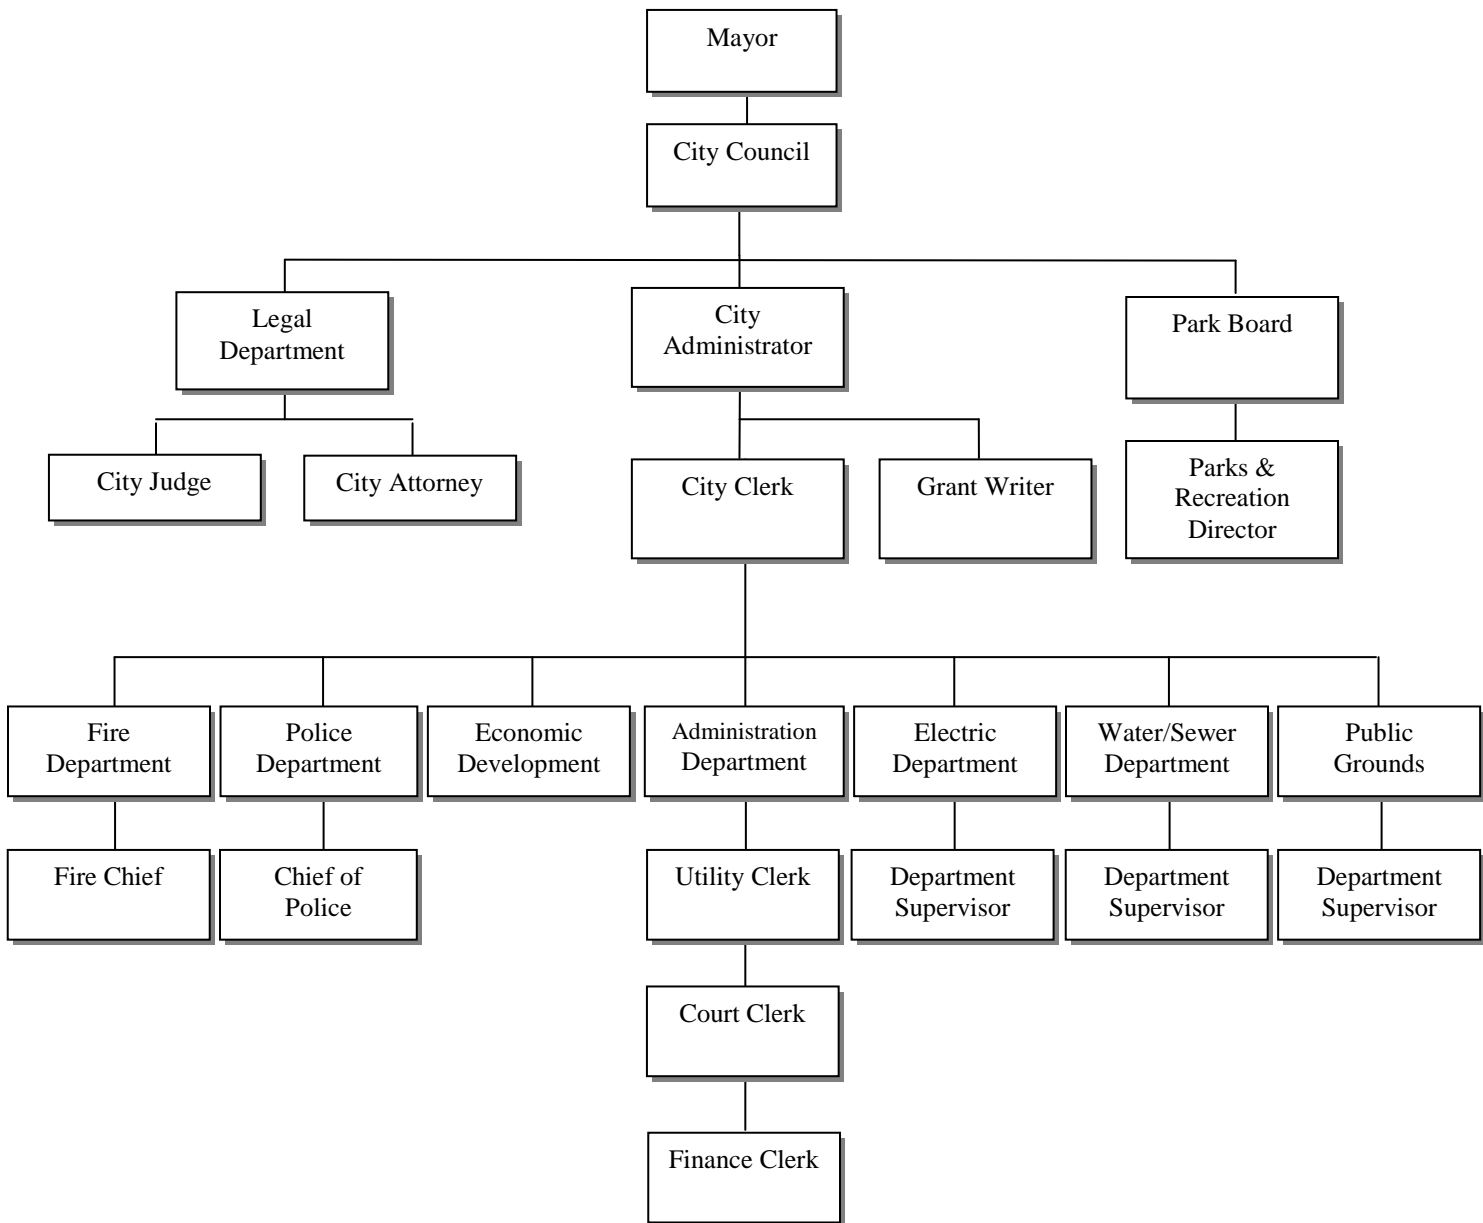 Mayor
City Council
Legal
Department
City
Administrator
Park Board
City Judge
City Attorney
City Clerk
Grant Writer
Parks &
Recreation
Director
Fire
Department
Police
Department
Economic
Development
Administration
Department
Electric
Department
Water/Sewer
Department
Public
Grounds
Fire Chief
Chief of
Police
Utility Clerk
Department
Supervisor
Department
Supervisor
Department
Supervisor
Court Clerk
Finance Clerk